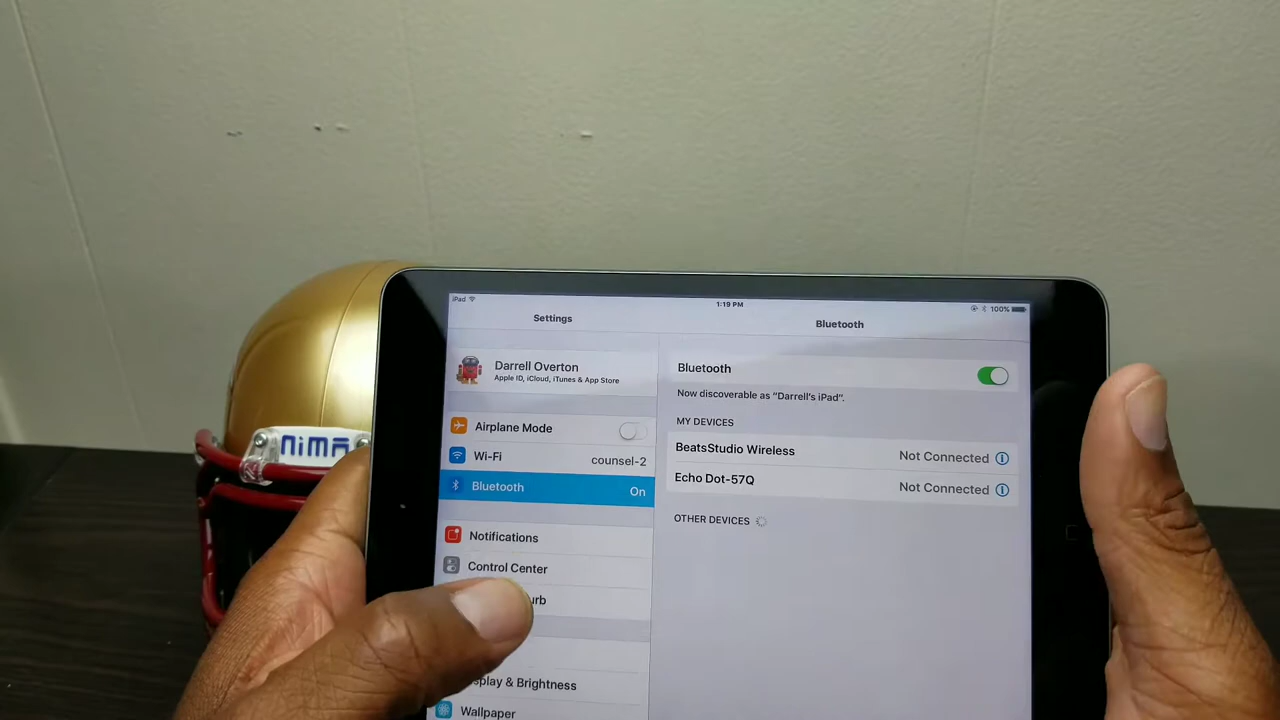 iPad
1:19 PM
100%
Settings
Bluetooth
Darrell Overton
Apple ID, iCloud, iTunes & App Store
Airplane Mode
Wi-Fi
counsel-2
Bluetooth
On
Notifications
Control Center
urb
splay & Brightness
Wallpaper
Bluetooth
Now discoverable as “Darrell’s iPad”.
MY DEVICES
BeatsStudio Wireless
Not Connected
Echo Dot-57Q
Not Connected
OTHER DEVICES
nima